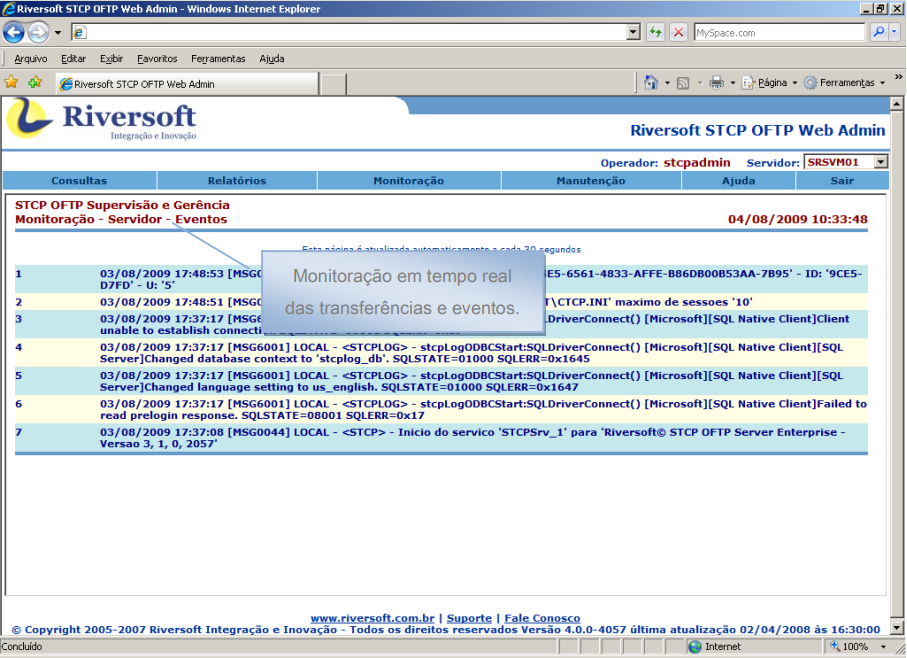 Riversoft STCP OFTP Web Admin - Windows Internet Explorer
MySpace.com
Arquivo Editar Exibir Favoritos Ferramentas Ajuda
Riversoft STCP OFTP Web Admin
Página Ferramentas
Riversoft
Integração e Inovação
Riversoft STCP OFTP Web Admin
Operador: stcpadmin Servidor: SRSVM01
Consultas Relatórios Monitoração Manutenção Ajuda Sair
STCP OFTP Supervisão e Gerência
Monitoração - Servidor - Eventos 04/08/2009 10:33:48
Esta página é atualizada automaticamente a cada 30 segundos
Monitoração em tempo real
das transferências e eventos.
1 03/08/2009 17:48:53 E5-6561-4833-AFFE-B86DB00B53AA-7B95' - ID: '9CE5-
D7FD' - U: '5'
2 03/08/2009 17:48:51 T\CTCP.INI' maximo de sessoes '10'
3 03/08/2009 17:37:17 .DriverConnect() [Microsoft][SQL Native Client]Client
unable to establish
4 03/08/2009 17:37:17 [MSG6001] LOCAL - <STCPLOG> - stcpLogODBCStart:SQLDriverConnect() [Microsoft][SQL Native Client][SQL
Server]Changed database context to 'stcplog_db'. SQLSTATE=01000 SQLERR=0x1645
5 03/08/2009 17:37:17 [MSG6001] LOCAL - <STCPLOG> - stcpLogODBCStart:SQLDriverConnect() [Microsoft][SQL Native Client][SQL
Server]Changed language setting to us_english. SQLSTATE=01000 SQLERR=0x1647
6 03/08/2009 17:37:17 [MSG6001] LOCAL - <STCPLOG> - stcpLogODBCStart:SQLDriverConnect() [Microsoft][SQL Native Client]Failed to
read prelogin response. SQLSTATE=08001 SQLERR=0x17
7 03/08/2009 17:37:08 [MSG0044] LOCAL - <STCP> - Inicio do servico 'STCPSrv_1' para 'Riversoft© STCP OFTP Server Enterprise -
Versao 3, 1, 0, 2057'
www.riversoft.com.br | Suporte | Fale Conosco
© Copyright 2005-2007 Riversoft Integração e Inovação - Todos os direitos reservados Versão 4.0.0-4057 última atualização 02/04/2008 às 16:30:00
Concluído Internet 100%